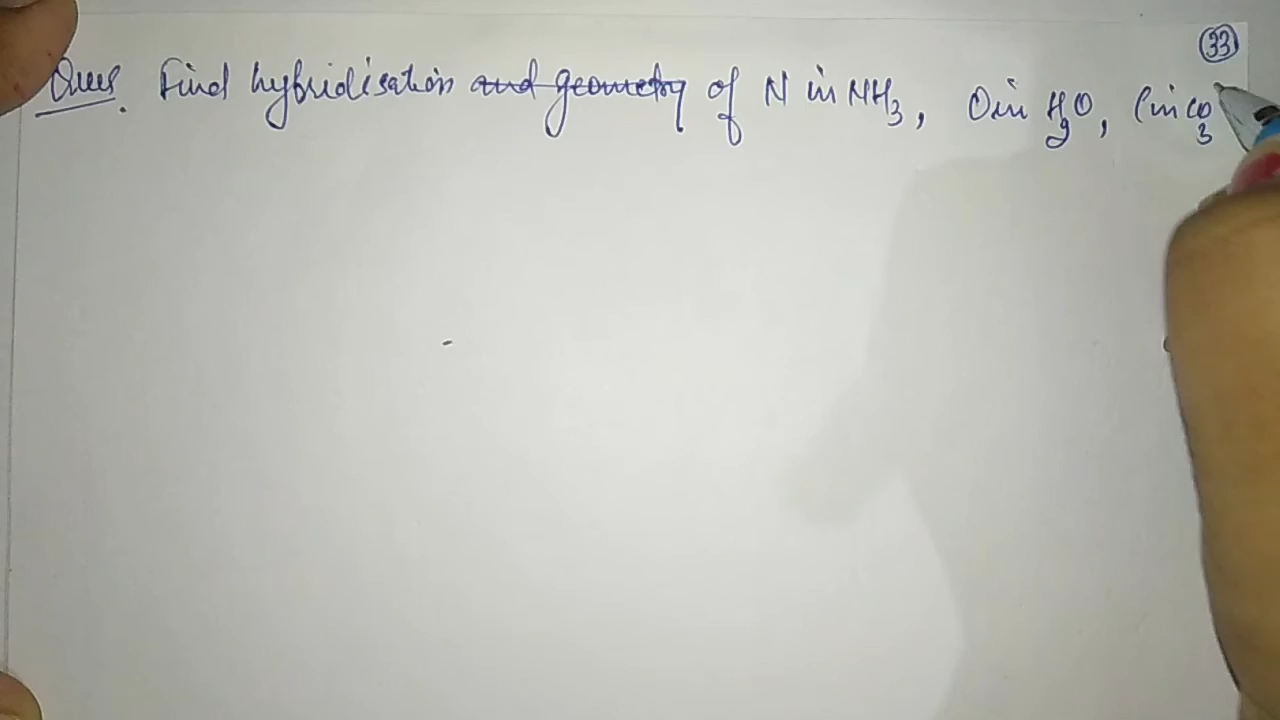 33
Ques. Find hybridisation and geometry of N in NH3, O in H2O, C in CO3